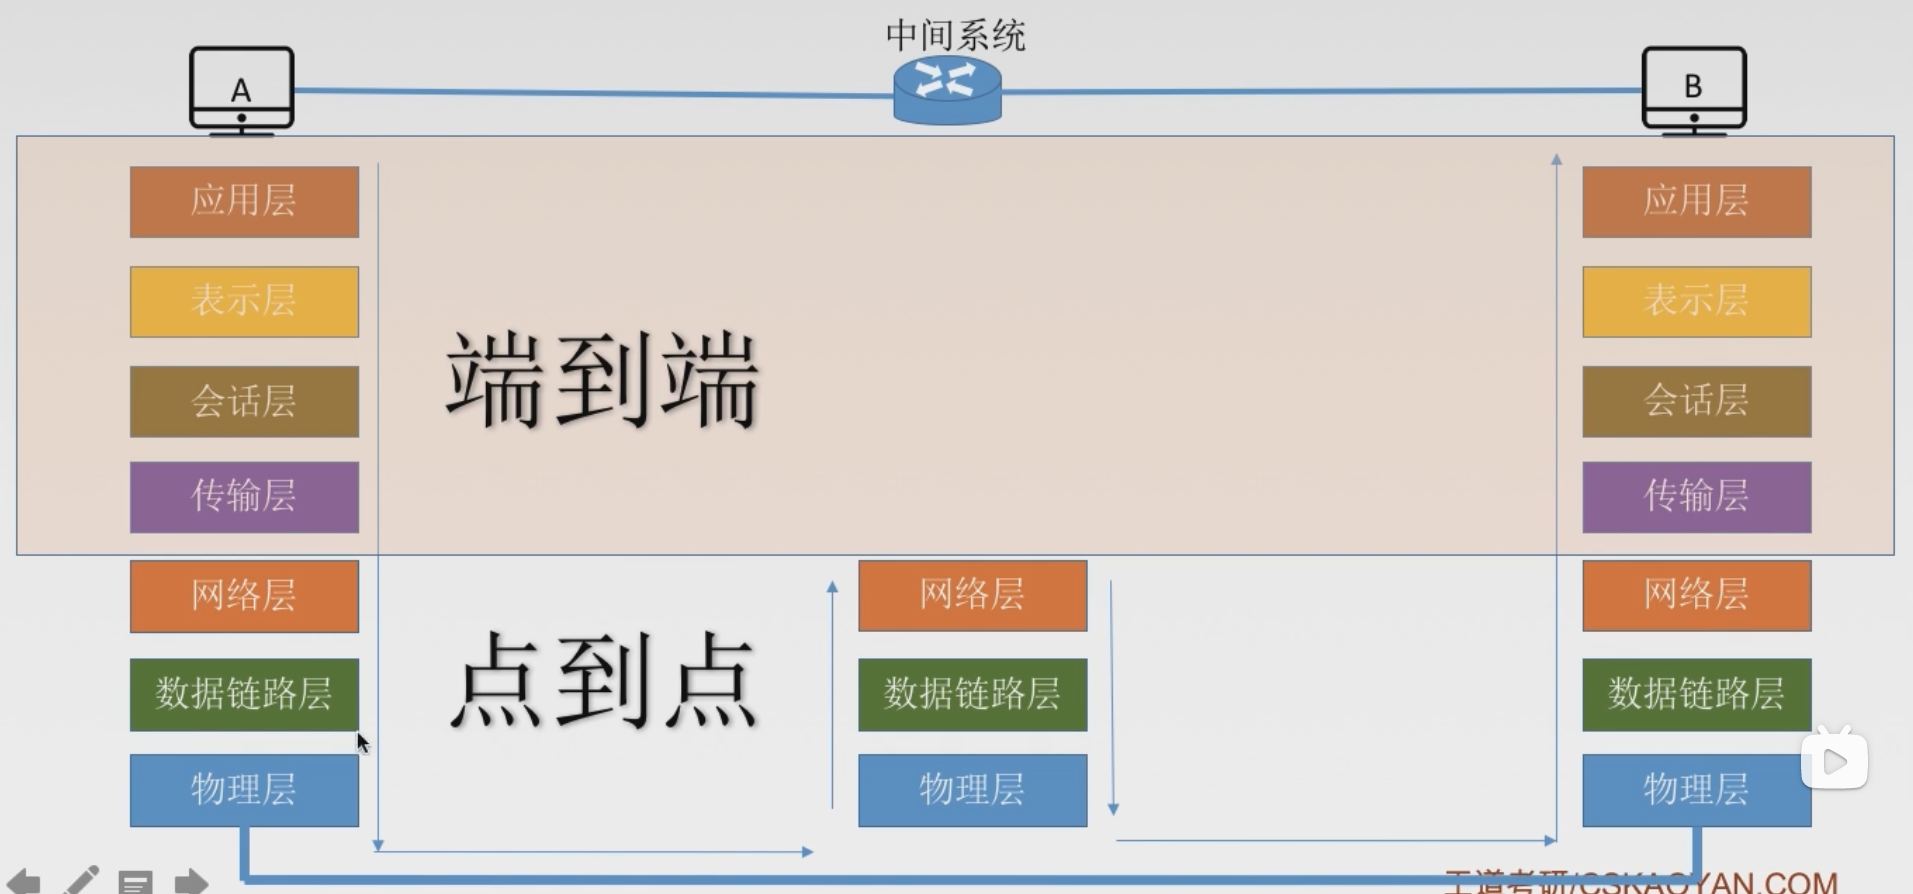 中间系统
A
B
应用层
应用层
表示层
表示层
端到端
会话层
会话层
传输层
传输层
网络层
网络层
网络层
点到点
数据链路层
数据链路层
数据链路层
物理层
物理层
物理层
王道考研/CSKAOYAN.COM